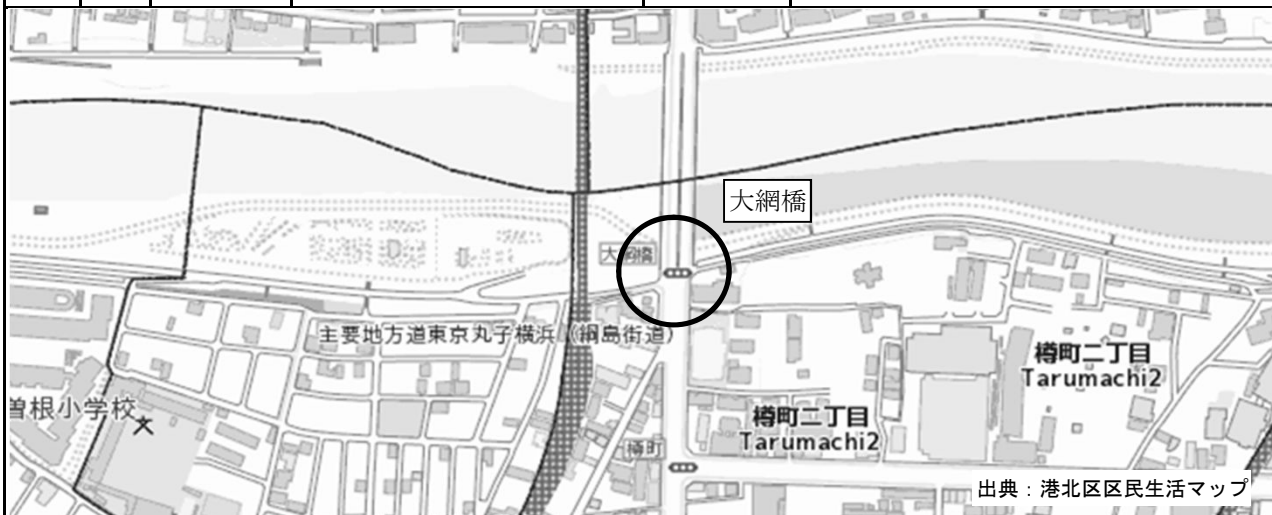 大綱橋
大綱橋
主要地方道東京丸子横浜（綱島街道）
樽町二丁目
Tarumachi2
曽根小学校
樽町二丁目
Tarumachi2
樽町
出典：港北区区民生活マップ